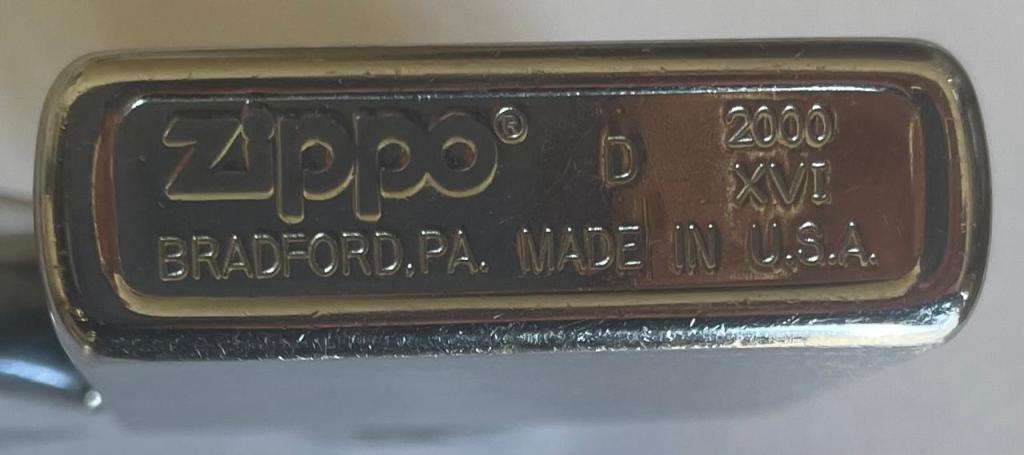 Zippo® D 2000
XVI
BRADFORD, PA. MADE IN U.S.A.